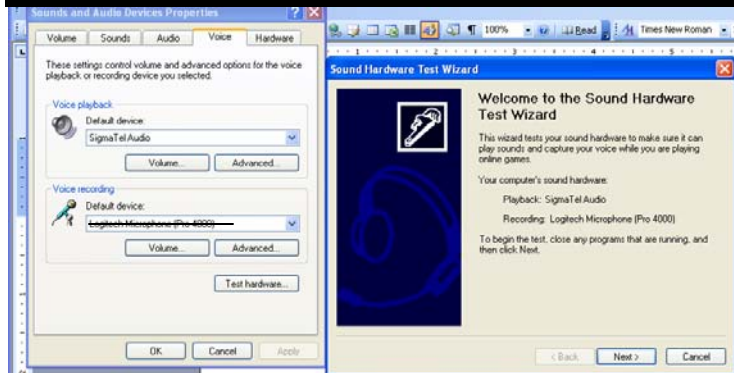 Sounds and Audio Devices Properties
Volume Sounds Audio Voice Hardware
These settings control volume and advanced options for the voice
playback or recording device you selected.
Voice playback
Default device:
SigmaTel Audio
Volume... Advanced...
Voice recording
Default device:
Logitech Microphone (Pro 4000)
Volume... Advanced...
Test hardware...
OK Cancel Apply
100% Read Times New Roman
2 3 4 5
Sound Hardware Test Wizard
Welcome to the Sound Hardware
Test Wizard
This wizard tests your sound hardware to make sure it can
play sounds and capture your voice while you are playing
online games.
Your computer's sound hardware:
Playback: SigmaTel Audio
Recording: Logitech Microphone (Pro 4000)
To begin the test, close any programs that are running, and
then click Next.
< Back Next > Cancel